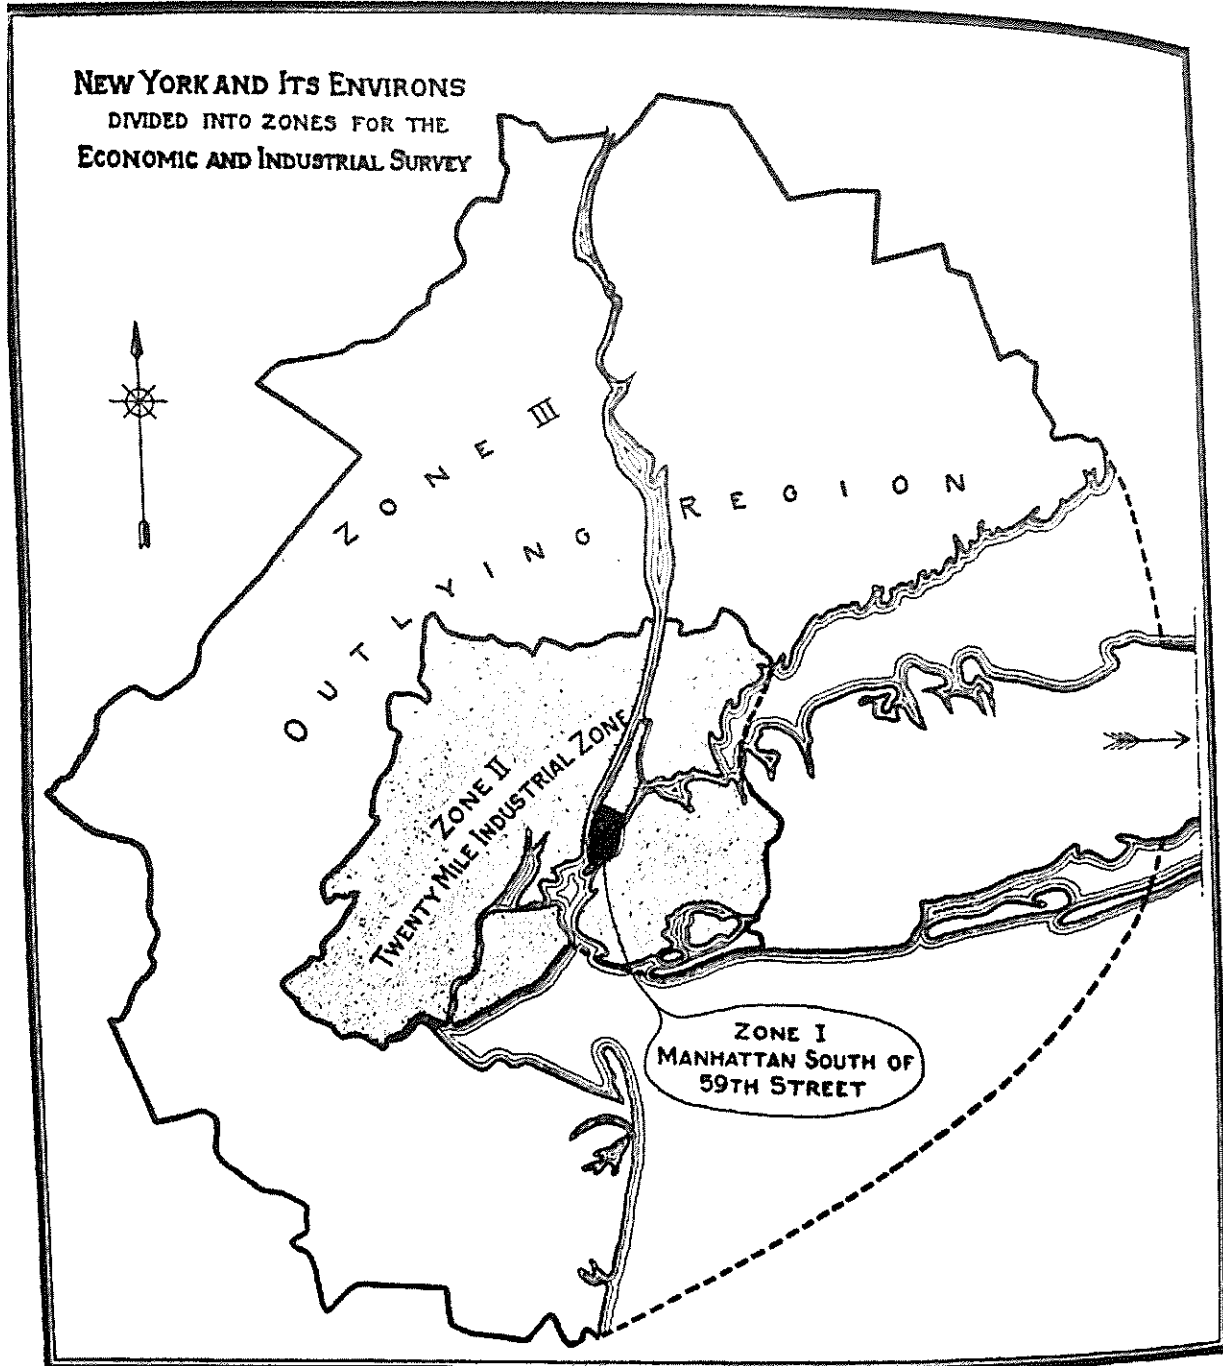 NEW YORK AND ITS ENVIRONS
DIVIDED INTO ZONES FOR THE
ECONOMIC AND INDUSTRIAL SURVEY
ZONE III
OUTLYING REGION
ZONE II
TWENTY MILE INDUSTRIAL ZONE
ZONE I
MANHATTAN SOUTH OF
59TH STREET